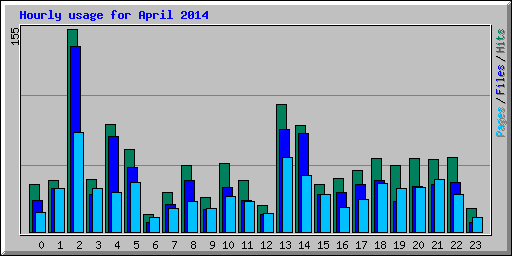 Hourly usage for April 2014
155
Pages / Files / Hits
0 1 2 3 4 5 6 7 8 9 10 11 12 13 14 15 16 17 18 19 20 21 22 23